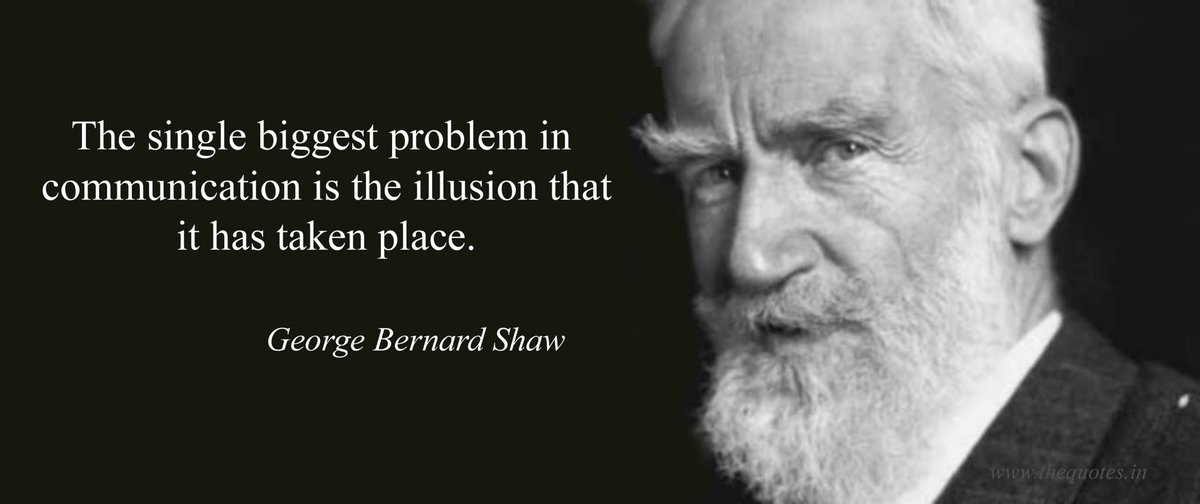 The single biggest problem in
communication is the illusion that
it has taken place.
George Bernard Shaw
www.thequotes.in